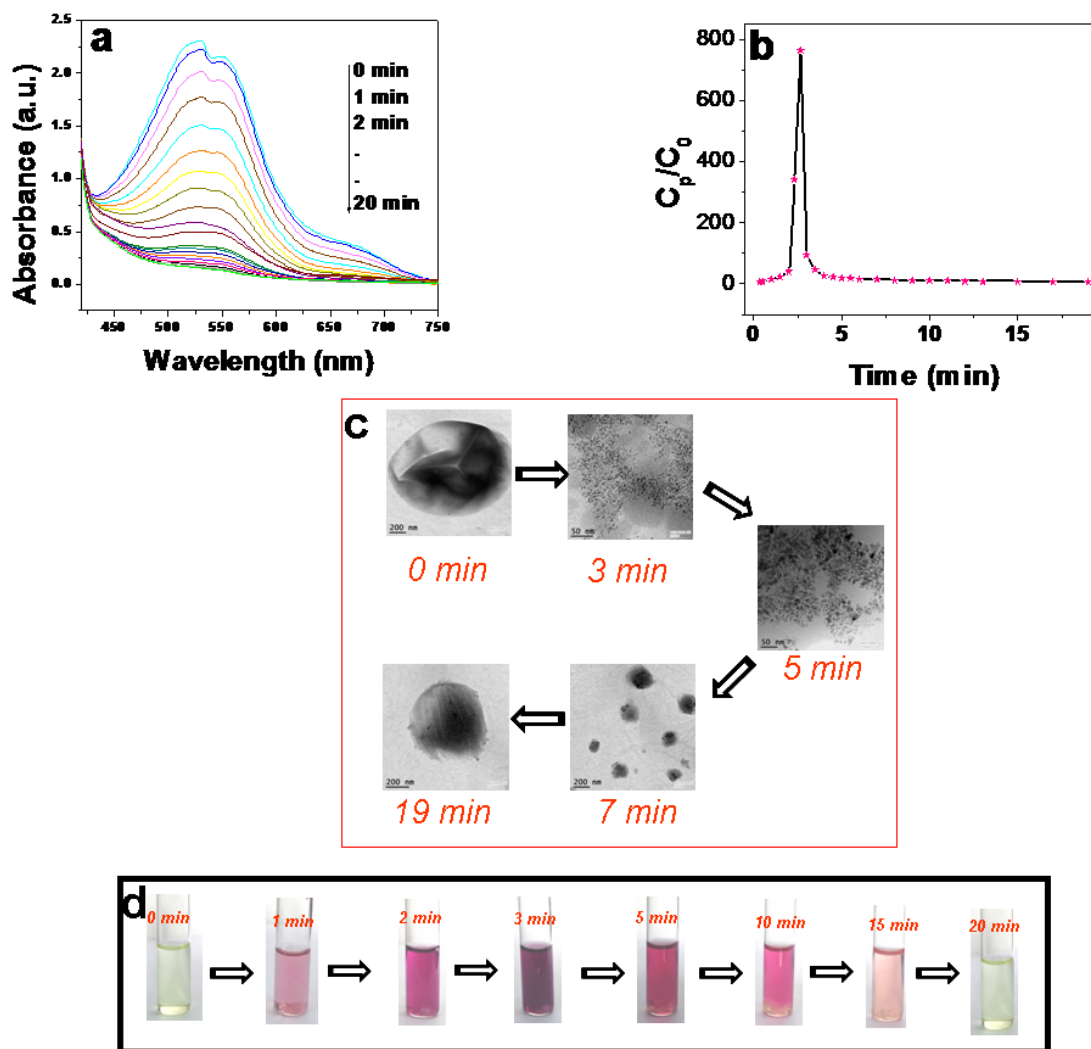 a
0 min
1 min
2 min
-
-
20 min
2.5
2.0
1.5
1.0
0.5
0.0
Absorbance (a.u.)
450 500 550 600 650 700 750
Wavelength (nm)
b
800
600
400
200
0
Cp/C0
0 5 10 15
Time (min)
c
200 nm
50 nm
0 min
3 min
50 nm
5 min
200 nm
200 nm
19 min
7 min
d
0 min
1 min
2 min
3 min
5 min
10 min
15 min
20 min